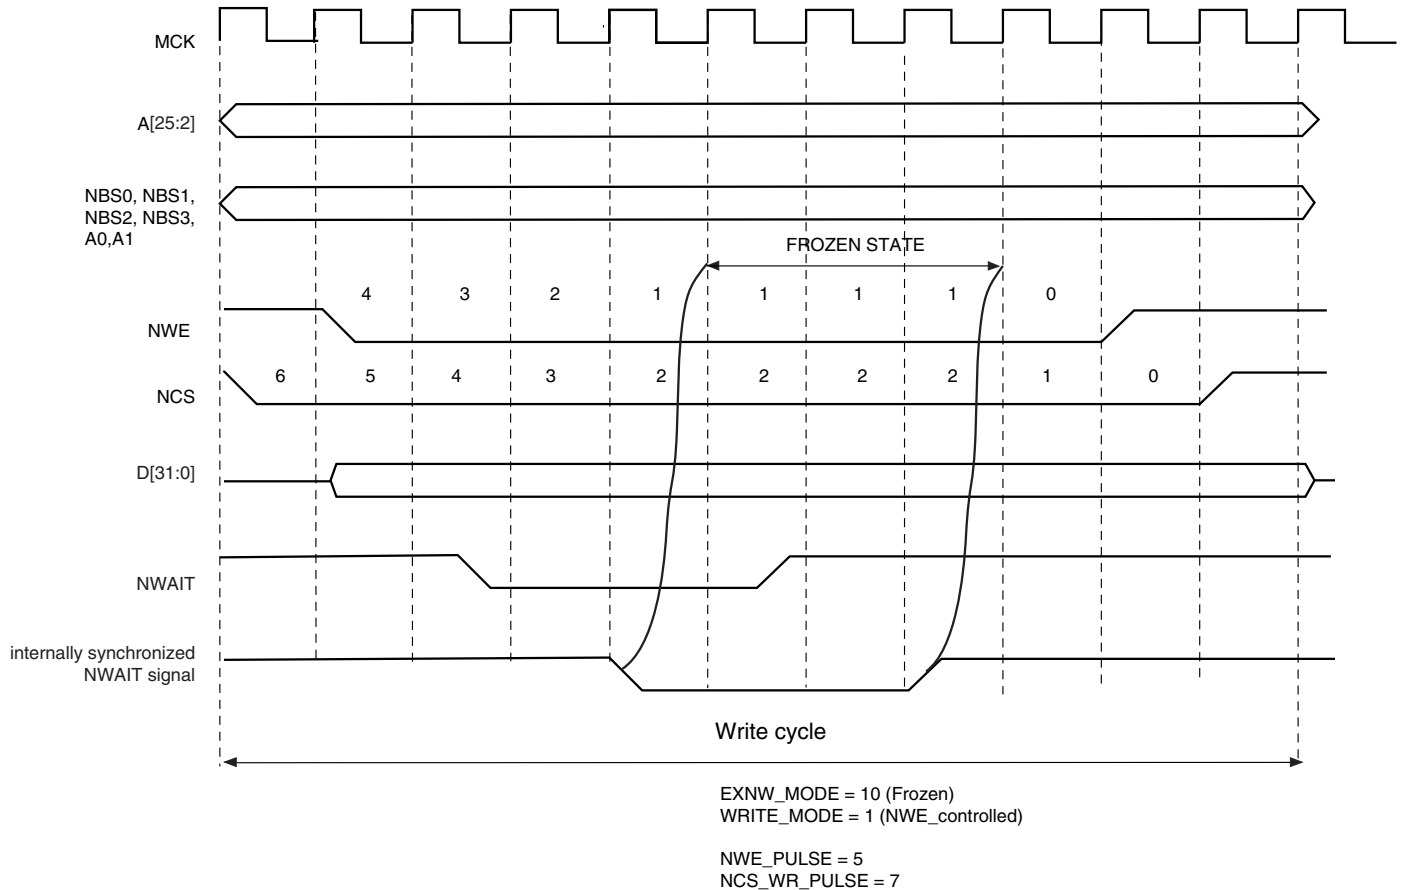 MCK
A[25:2]
NBS0, NBS1,
NBS2, NBS3,
A0,A1
FROZEN STATE
4 3 2 1 1 1 1 0
NWE
6 5 4 3 2 2 2 2 1 0
NCS
D[31:0]
NWAIT
internally synchronized
NWAIT signal
Write cycle
EXNW_MODE = 10 (Frozen)
WRITE_MODE = 1 (NWE_controlled)
NWE_PULSE = 5
NCS_WR_PULSE = 7